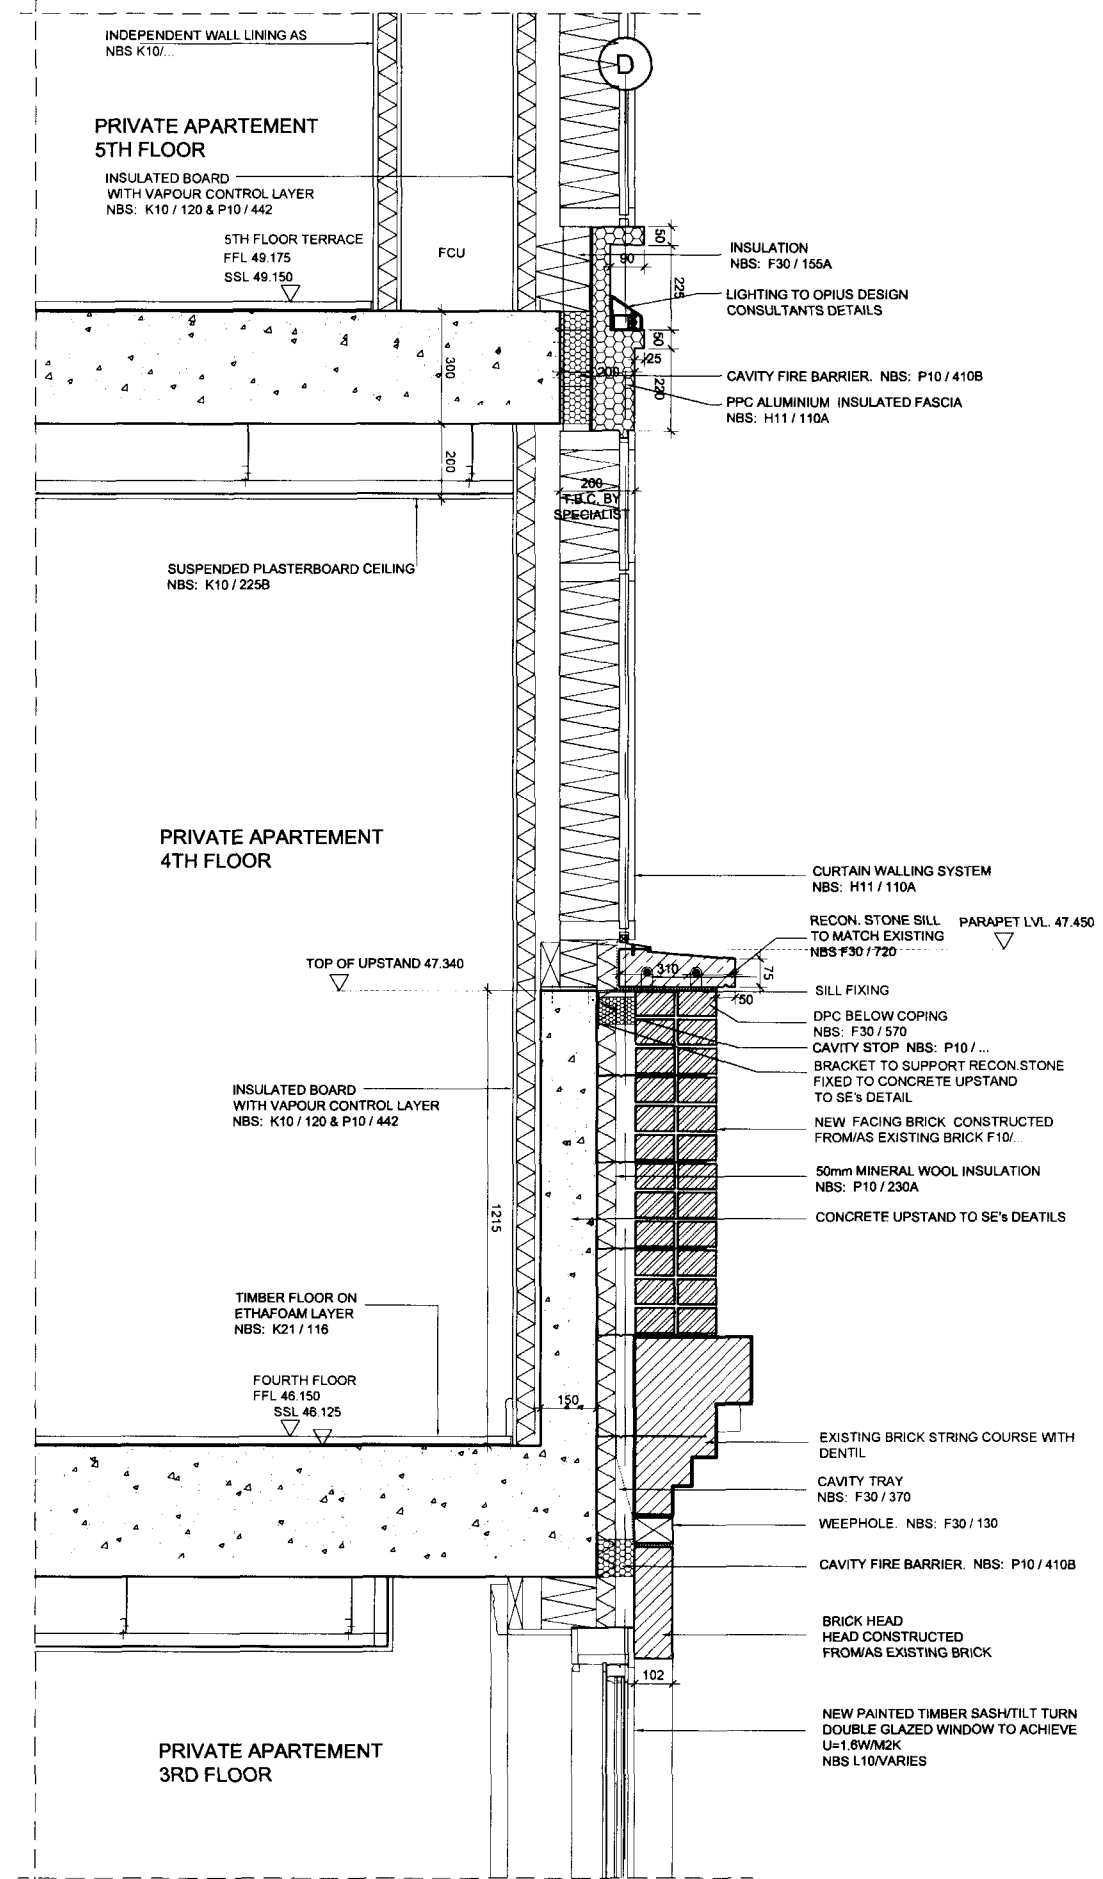 INDEPENDENT WALL LINING AS
NBS K10/...
D
PRIVATE APARTEMENT
5TH FLOOR
INSULATED BOARD
WITH VAPOUR CONTROL LAYER
NBS: K10 / 120 & P10 / 442
5TH FLOOR TERRACE
FFL 49.175
SSL 49.150
FCU
50
90
225
50
25
200
220
300
200
INSULATION
NBS: F30 / 155A
LIGHTING TO OPIUS DESIGN
CONSULTANTS DETAILS
CAVITY FIRE BARRIER. NBS: P10 / 410B
PPC ALUMINIUM INSULATED FASCIA
NBS: H11 / 110A
200
T.B.C. BY
SPECIALIST
SUSPENDED PLASTERBOARD CEILING
NBS: K10 / 225B
PRIVATE APARTEMENT
4TH FLOOR
CURTAIN WALLING SYSTEM
NBS: H11 / 110A
RECON. STONE SILL
TO MATCH EXISTING
NBS F30 / 720
PARAPET LVL. 47.450
TOP OF UPSTAND 47.340
310
75
50
SILL FIXING
DPC BELOW COPING
NBS: F30 / 570
CAVITY STOP NBS: P10 / ...
BRACKET TO SUPPORT RECON.STONE
FIXED TO CONCRETE UPSTAND
TO SE's DETAIL
INSULATED BOARD
WITH VAPOUR CONTROL LAYER
NBS: K10 / 120 & P10 / 442
NEW FACING BRICK CONSTRUCTED
FROM/AS EXISTING BRICK F10/...
50mm MINERAL WOOL INSULATION
NBS: P10 / 230A
CONCRETE UPSTAND TO SE's DEATILS
1215
TIMBER FLOOR ON
ETHAFOAM LAYER
NBS: K21 / 116
FOURTH FLOOR
FFL 46.150
SSL 46.125
150
EXISTING BRICK STRING COURSE WITH
DENTIL
CAVITY TRAY
NBS: F30 / 370
WEEPHOLE. NBS: F30 / 130
CAVITY FIRE BARRIER. NBS: P10 / 410B
BRICK HEAD
HEAD CONSTRUCTED
FROM/AS EXISTING BRICK
102
NEW PAINTED TIMBER SASH/TILT TURN
DOUBLE GLAZED WINDOW TO ACHIEVE
U=1.6W/M2K
NBS L10/VARIES
PRIVATE APARTEMENT
3RD FLOOR